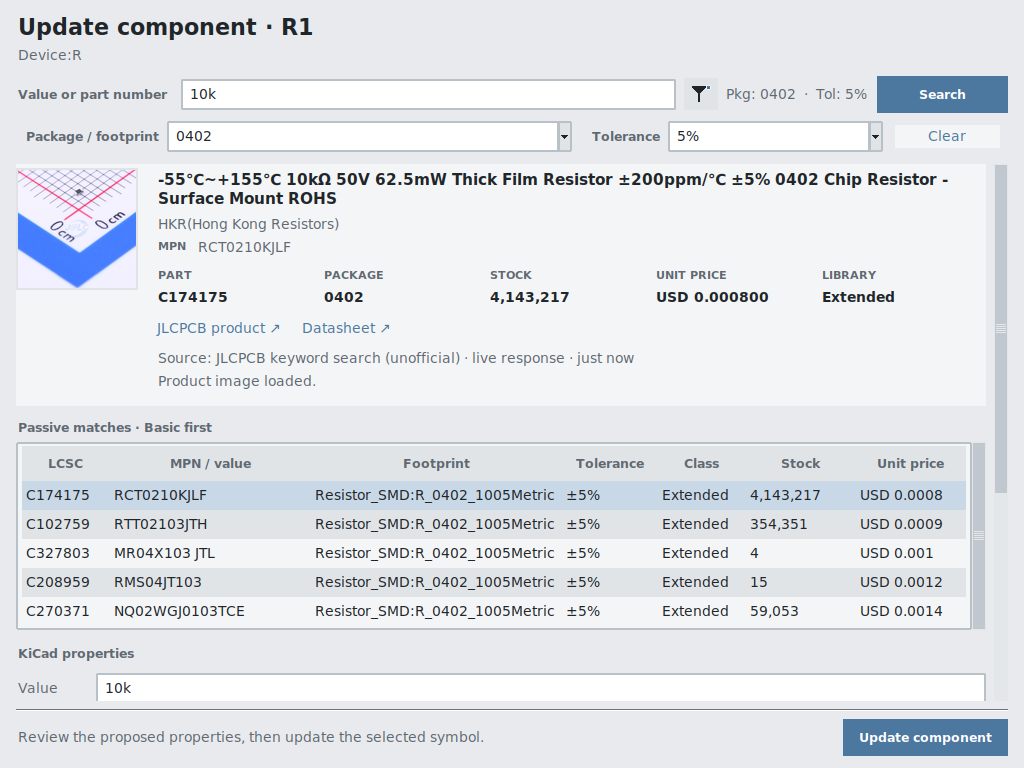 Update component · R1
Device:R
Value or part number 10k Pkg: 0402 · Tol: 5% Search
Package / footprint 0402 Tolerance 5% Clear
-55℃~+155℃ 10kΩ 50V 62.5mW Thick Film Resistor ±200ppm/℃ ±5% 0402 Chip Resistor -
Surface Mount ROHS
HKR(Hong Kong Resistors)
MPN RCT0210KJLF
0 cm 0 cm
PART PACKAGE STOCK UNIT PRICE LIBRARY
C174175 0402 4,143,217 USD 0.000800 Extended
JLCPCB product ↗ Datasheet ↗
Source: JLCPCB keyword search (unofficial) · live response · just now
Product image loaded.
Passive matches · Basic first
LCSC MPN / value Footprint Tolerance Class Stock Unit price
C174175 RCT0210KJLF Resistor_SMD:R_0402_1005Metric ±5% Extended 4,143,217 USD 0.0008
C102759 RTT02103JTH Resistor_SMD:R_0402_1005Metric ±5% Extended 354,351 USD 0.0009
C327803 MR04X103 JTL Resistor_SMD:R_0402_1005Metric ±5% Extended 4 USD 0.001
C208959 RMS04JT103 Resistor_SMD:R_0402_1005Metric ±5% Extended 15 USD 0.0012
C270371 NQ02WGJ0103TCE Resistor_SMD:R_0402_1005Metric ±5% Extended 59,053 USD 0.0014
KiCad properties
Value 10k
Review the proposed properties, then update the selected symbol. Update component